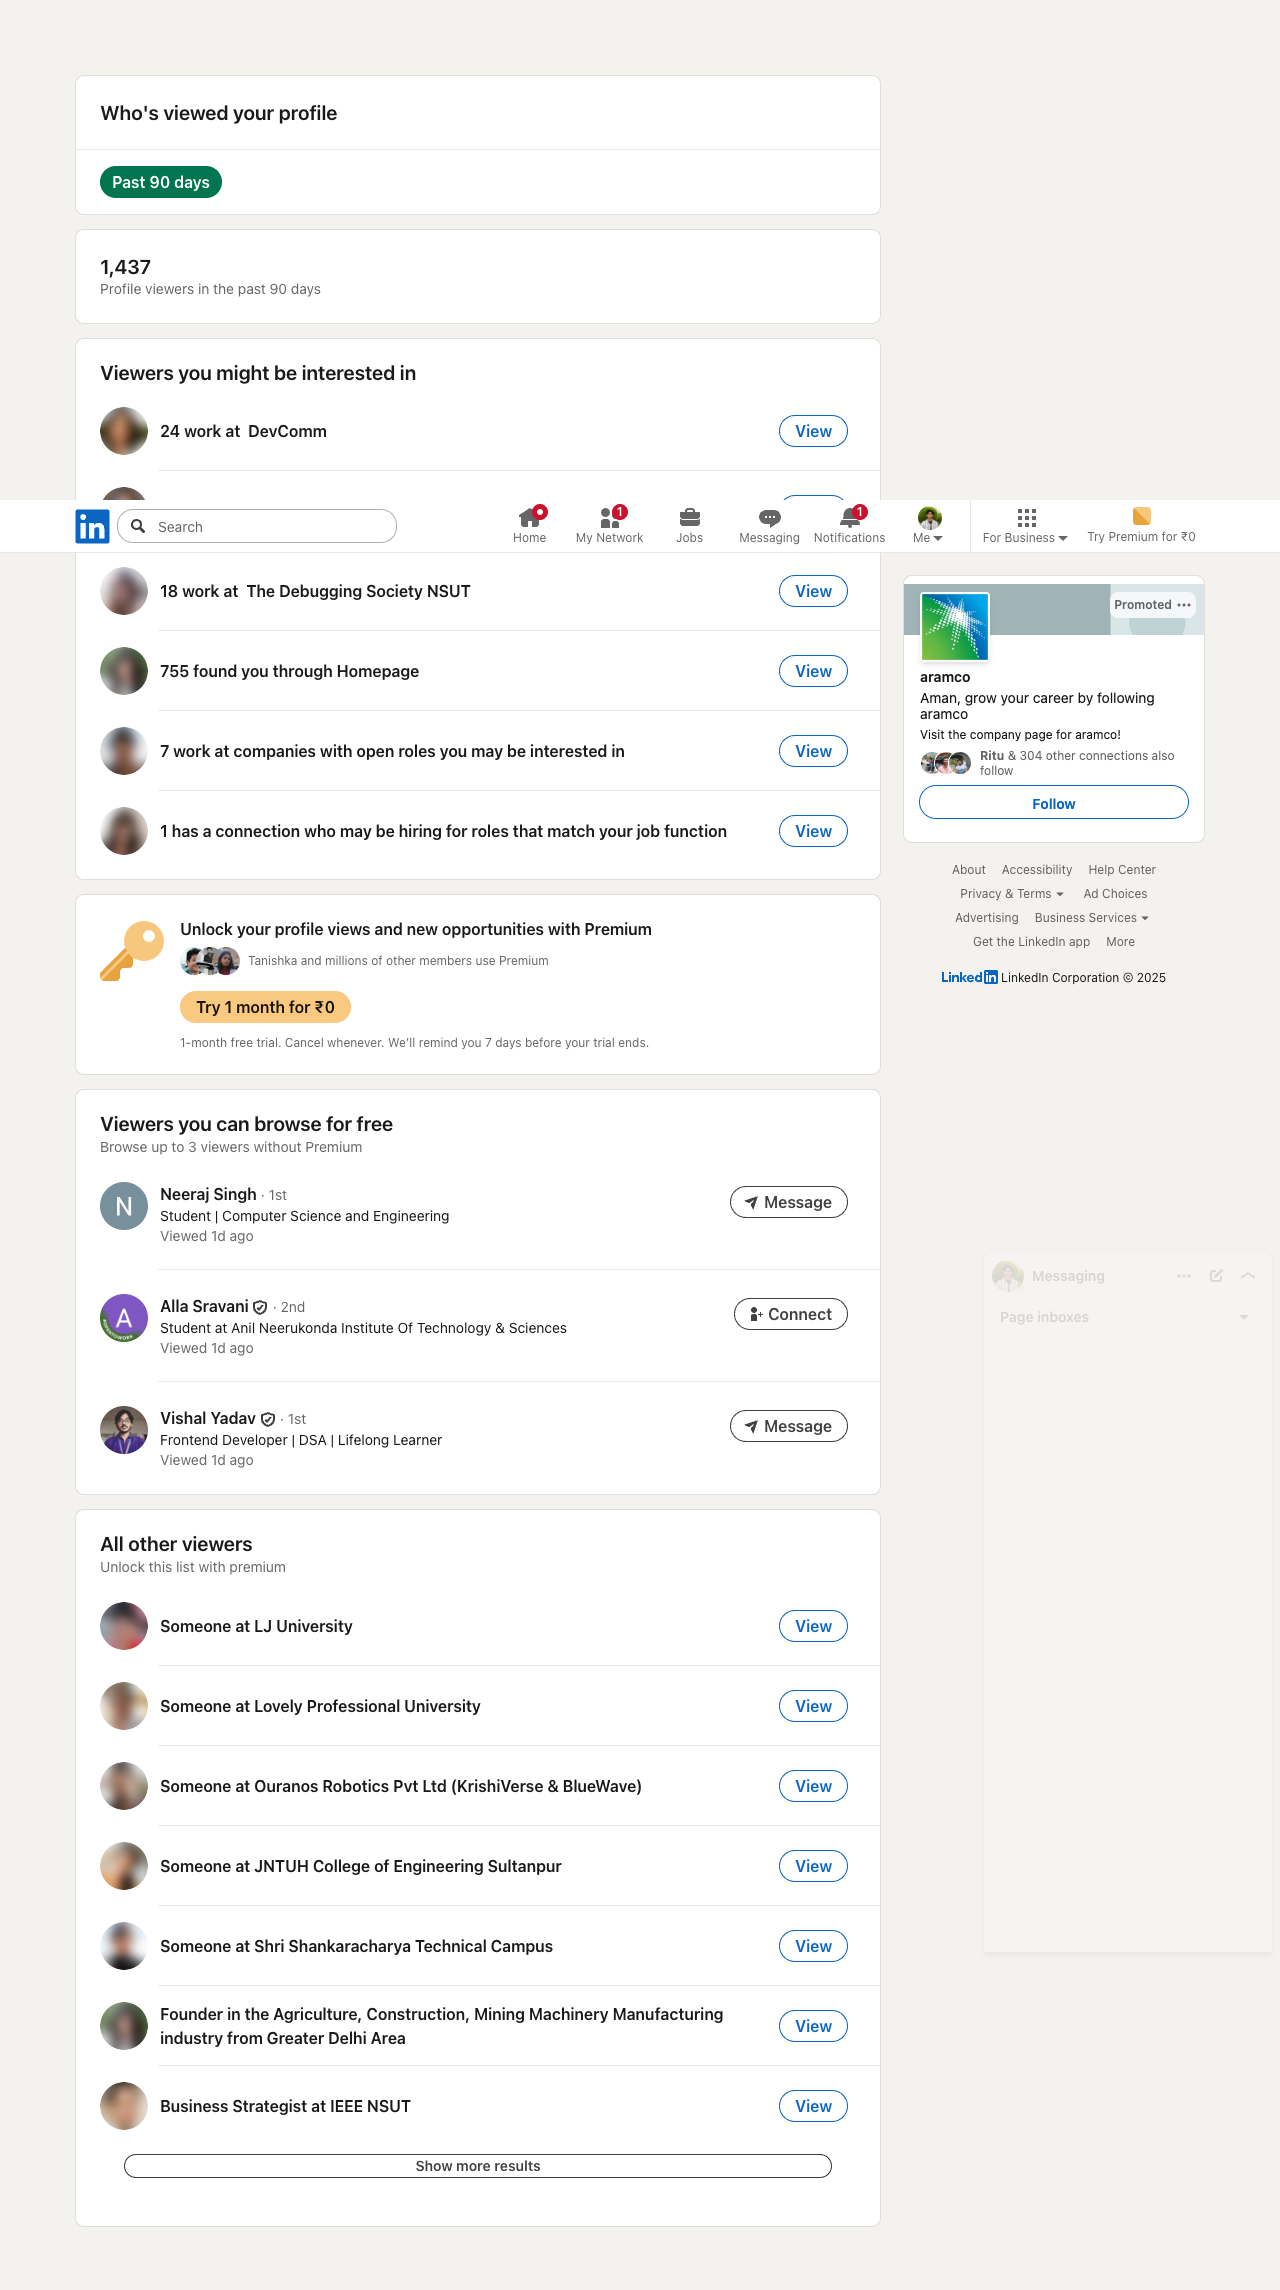 Who's viewed your profile
Past 90 days
1,437
Profile viewers in the past 90 days
Viewers you might be interested in
24 work at DevComm
View
in
Search
Home
1
My Network
Jobs
Messaging
1
Notifications
Me
For Business
Try Premium for ₹0
18 work at The Debugging Society NSUT
View
755 found you through Homepage
View
7 work at companies with open roles you may be interested in
View
1 has a connection who may be hiring for roles that match your job function
View
Promoted
aramco
Aman, grow your career by following
aramco
Visit the company page for aramco!
Ritu & 304 other connections also
follow
Follow
About Accessibility Help Center
Privacy & Terms Ad Choices
Advertising Business Services
Get the LinkedIn app More
Linkedin LinkedIn Corporation © 2025
Unlock your profile views and new opportunities with Premium
Tanishka and millions of other members use Premium
Try 1 month for ₹0
1-month free trial. Cancel whenever. We'll remind you 7 days before your trial ends.
Viewers you can browse for free
Browse up to 3 viewers without Premium
N
Neeraj Singh · 1st
Student | Computer Science and Engineering
Viewed 1d ago
Message
A
Alla Sravani · 2nd
Student at Anil Neerukonda Institute Of Technology & Sciences
Viewed 1d ago
Connect
Vishal Yadav · 1st
Frontend Developer | DSA | Lifelong Learner
Viewed 1d ago
Message
Messaging
Page inboxes
All other viewers
Unlock this list with premium
Someone at LJ University
View
Someone at Lovely Professional University
View
Someone at Ouranos Robotics Pvt Ltd (KrishiVerse & BlueWave)
View
Someone at JNTUH College of Engineering Sultanpur
View
Someone at Shri Shankaracharya Technical Campus
View
Founder in the Agriculture, Construction, Mining Machinery Manufacturing
industry from Greater Delhi Area
View
Business Strategist at IEEE NSUT
View
Show more results